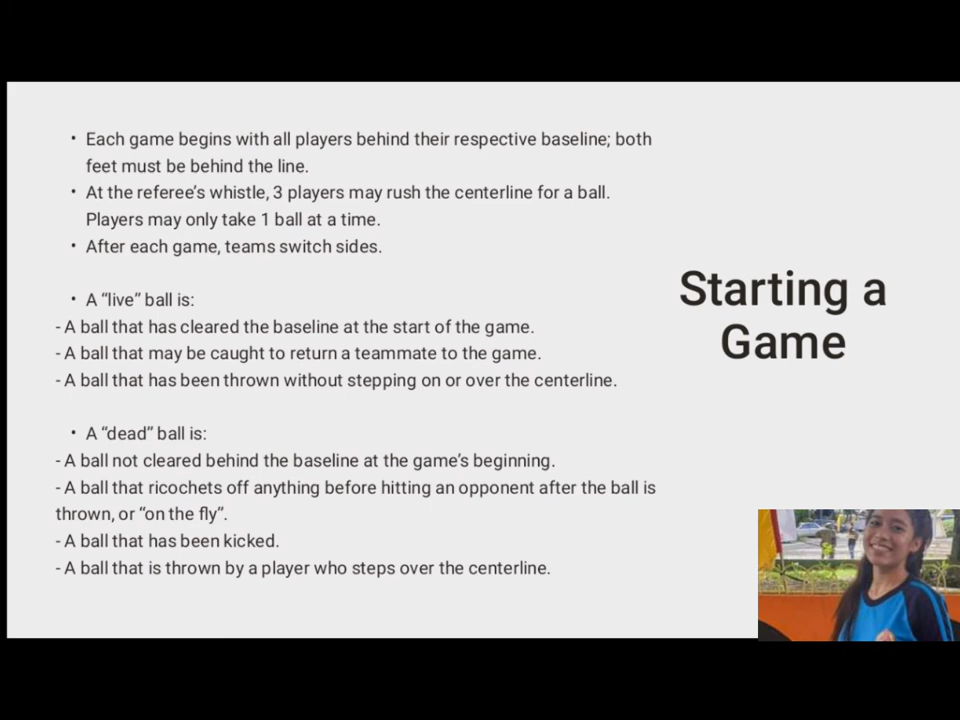 • Each game begins with all players behind their respective baseline; both
feet must be behind the line.
• At the referee’s whistle, 3 players may rush the centerline for a ball.
Players may only take 1 ball at a time.
• After each game, teams switch sides.
• A “live” ball is:
- A ball that has cleared the baseline at the start of the game.
- A ball that may be caught to return a teammate to the game.
- A ball that has been thrown without stepping on or over the centerline.
• A “dead” ball is:
- A ball not cleared behind the baseline at the game’s beginning.
- A ball that ricochets off anything before hitting an opponent after the ball is
thrown, or “on the fly”.
- A ball that has been kicked.
- A ball that is thrown by a player who steps over the centerline.
Starting a
Game